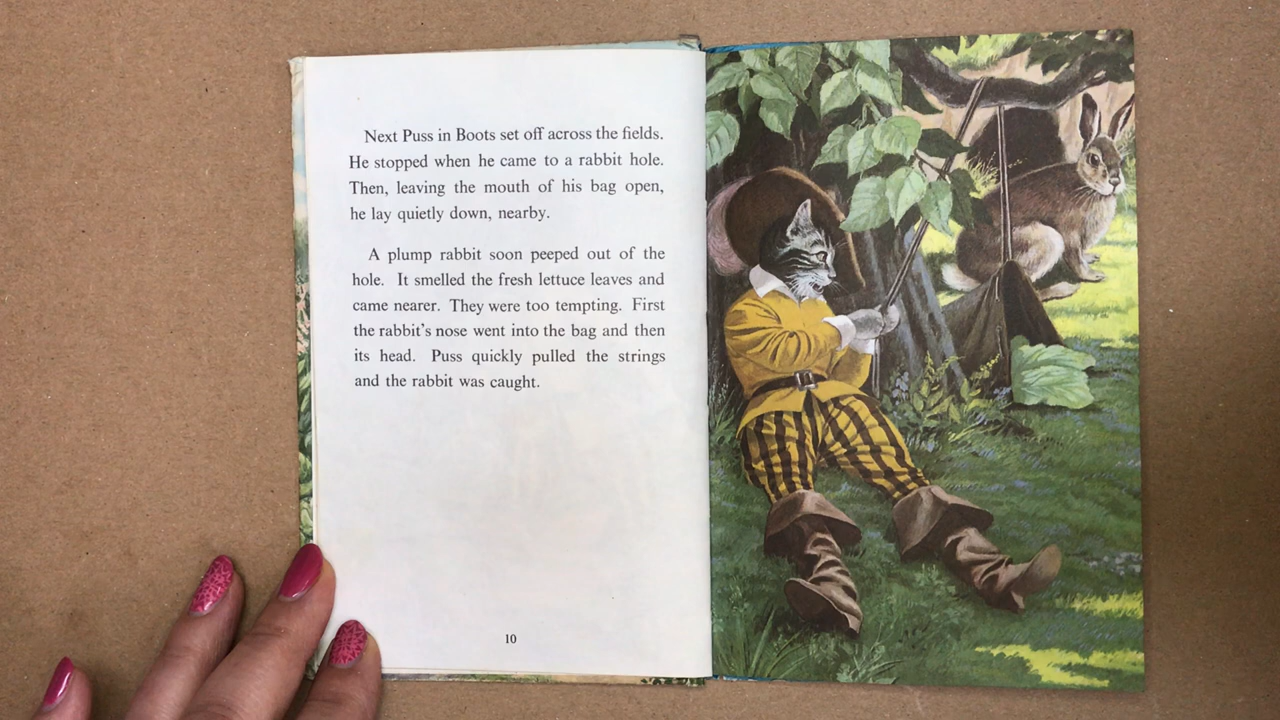 Next Puss in Boots set off across the fields.
He stopped when he came to a rabbit hole.
Then, leaving the mouth of his bag open,
he lay quietly down, nearby.
A plump rabbit soon peeped out of the
hole. It smelled the fresh lettuce leaves and
came nearer. They were too tempting. First
the rabbit's nose went into the bag and then
its head. Puss quickly pulled the strings
and the rabbit was caught.
10